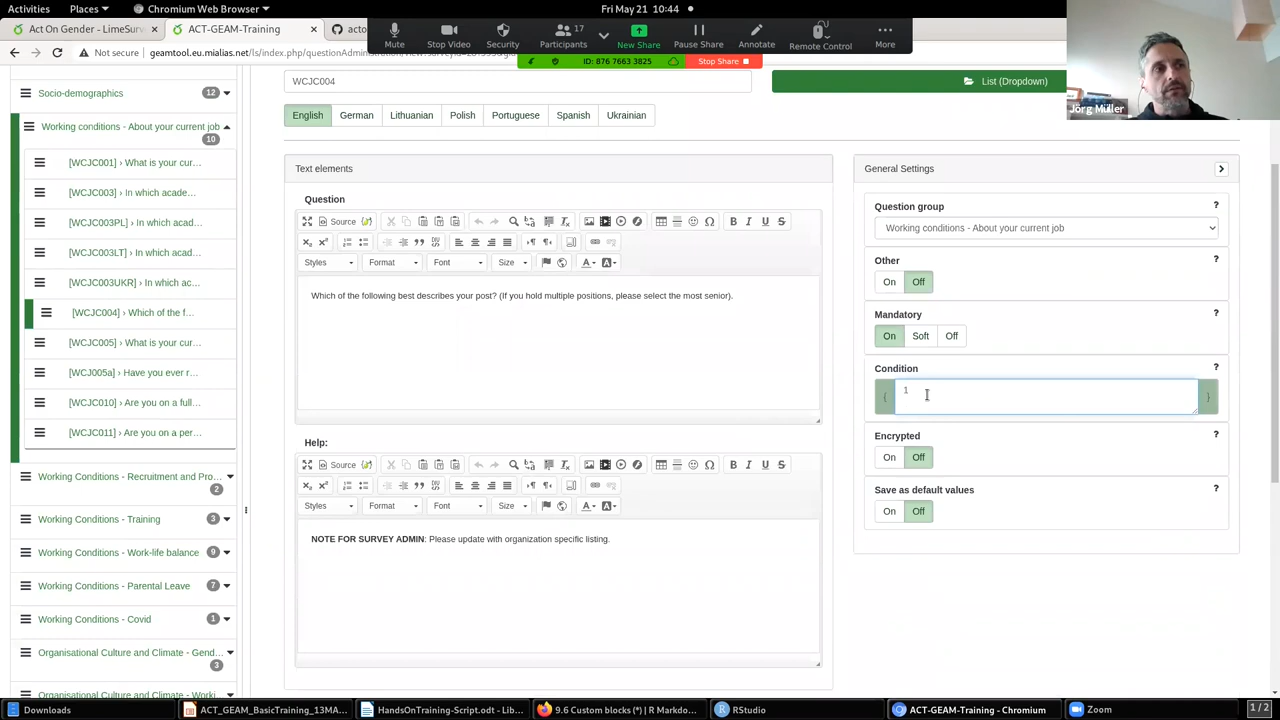 Activities Places Chromium Web Browser Fri May 21 10:44
Act On Gender - LimeSurv ACT-GEAM-Training acto
Not secure geamtool.eu.mialias.net
Mute Stop Video Security Participants New Share Pause Share Annotate Remote Control More
ID: 876 7663 3825 Stop Share
Jörg Müller
WCJC004 List (Dropdown)
English German Lithuanian Polish Portuguese Spanish Ukrainian
Socio-demographics 12
Working conditions - About your current job
10
[WCJC001] › What is your cur...
[WCJC003] › In which acade...
[WCJC003PL] › In which acad...
[WCJC003LT] › In which acad...
[WCJC003UKR] › In which ac...
[WCJC004] › Which of the f...
[WCJC005] › What is your cur...
[WCJ005a] › Have you ever r...
[WCJC010] › Are you on a full...
[WCJC011] › Are you on a per...
Working Conditions - Recruitment and Pro...
2
Working Conditions - Training 3
Working Conditions - Work-life balance 9
Working Conditions - Parental Leave 7
Working Conditions - Covid 1
Organisational Culture and Climate - Gend...
3
Organisational Culture and Climate - Worki...
Text elements
Question
Source
Styles Format Font Size
Which of the following best describes your post? (If you hold multiple positions, please select the most senior).
Help:
Source
Styles Format Font Size
NOTE FOR SURVEY ADMIN: Please update with organization specific listing.
General Settings
Question group ?
Working conditions - About your current job
Other ?
On Off
Mandatory ?
On Soft Off
Condition ?
{ 1 }
Encrypted ?
On Off
Save as default values ?
On Off
Downloads ACT_GEAM_BasicTraining_13MA... HandsOnTraining-Script.odt - Lib... 9.6 Custom blocks (*) | R Markdow... RStudio ACT-GEAM-Training - Chromium Zoom 1 / 2